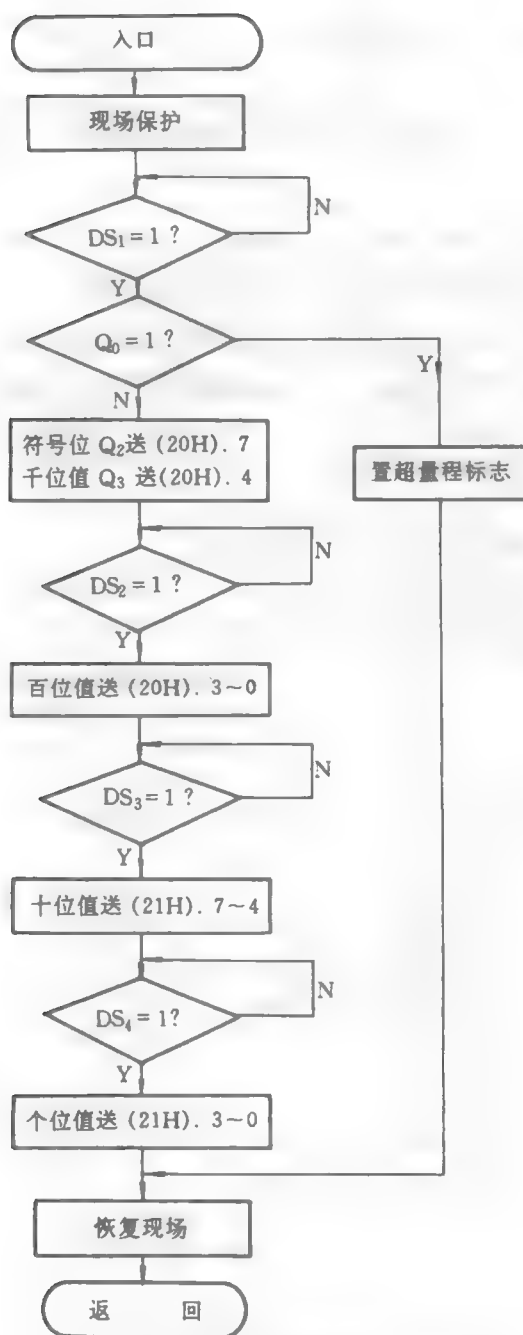 入口
现场保护
DS₁=1 ?
N
Y
Q₀=1 ?
Y
N
符号位 Q₂送 (20H). 7
千位值 Q₃ 送(20H). 4
置超量程标志
DS₂=1 ?
N
Y
百位值送 (20H). 3~0
DS₃=1 ?
N
Y
十位值送 (21H). 7~4
DS₄=1?
N
Y
个位值送 (21H). 3~0
恢复现场
返 回